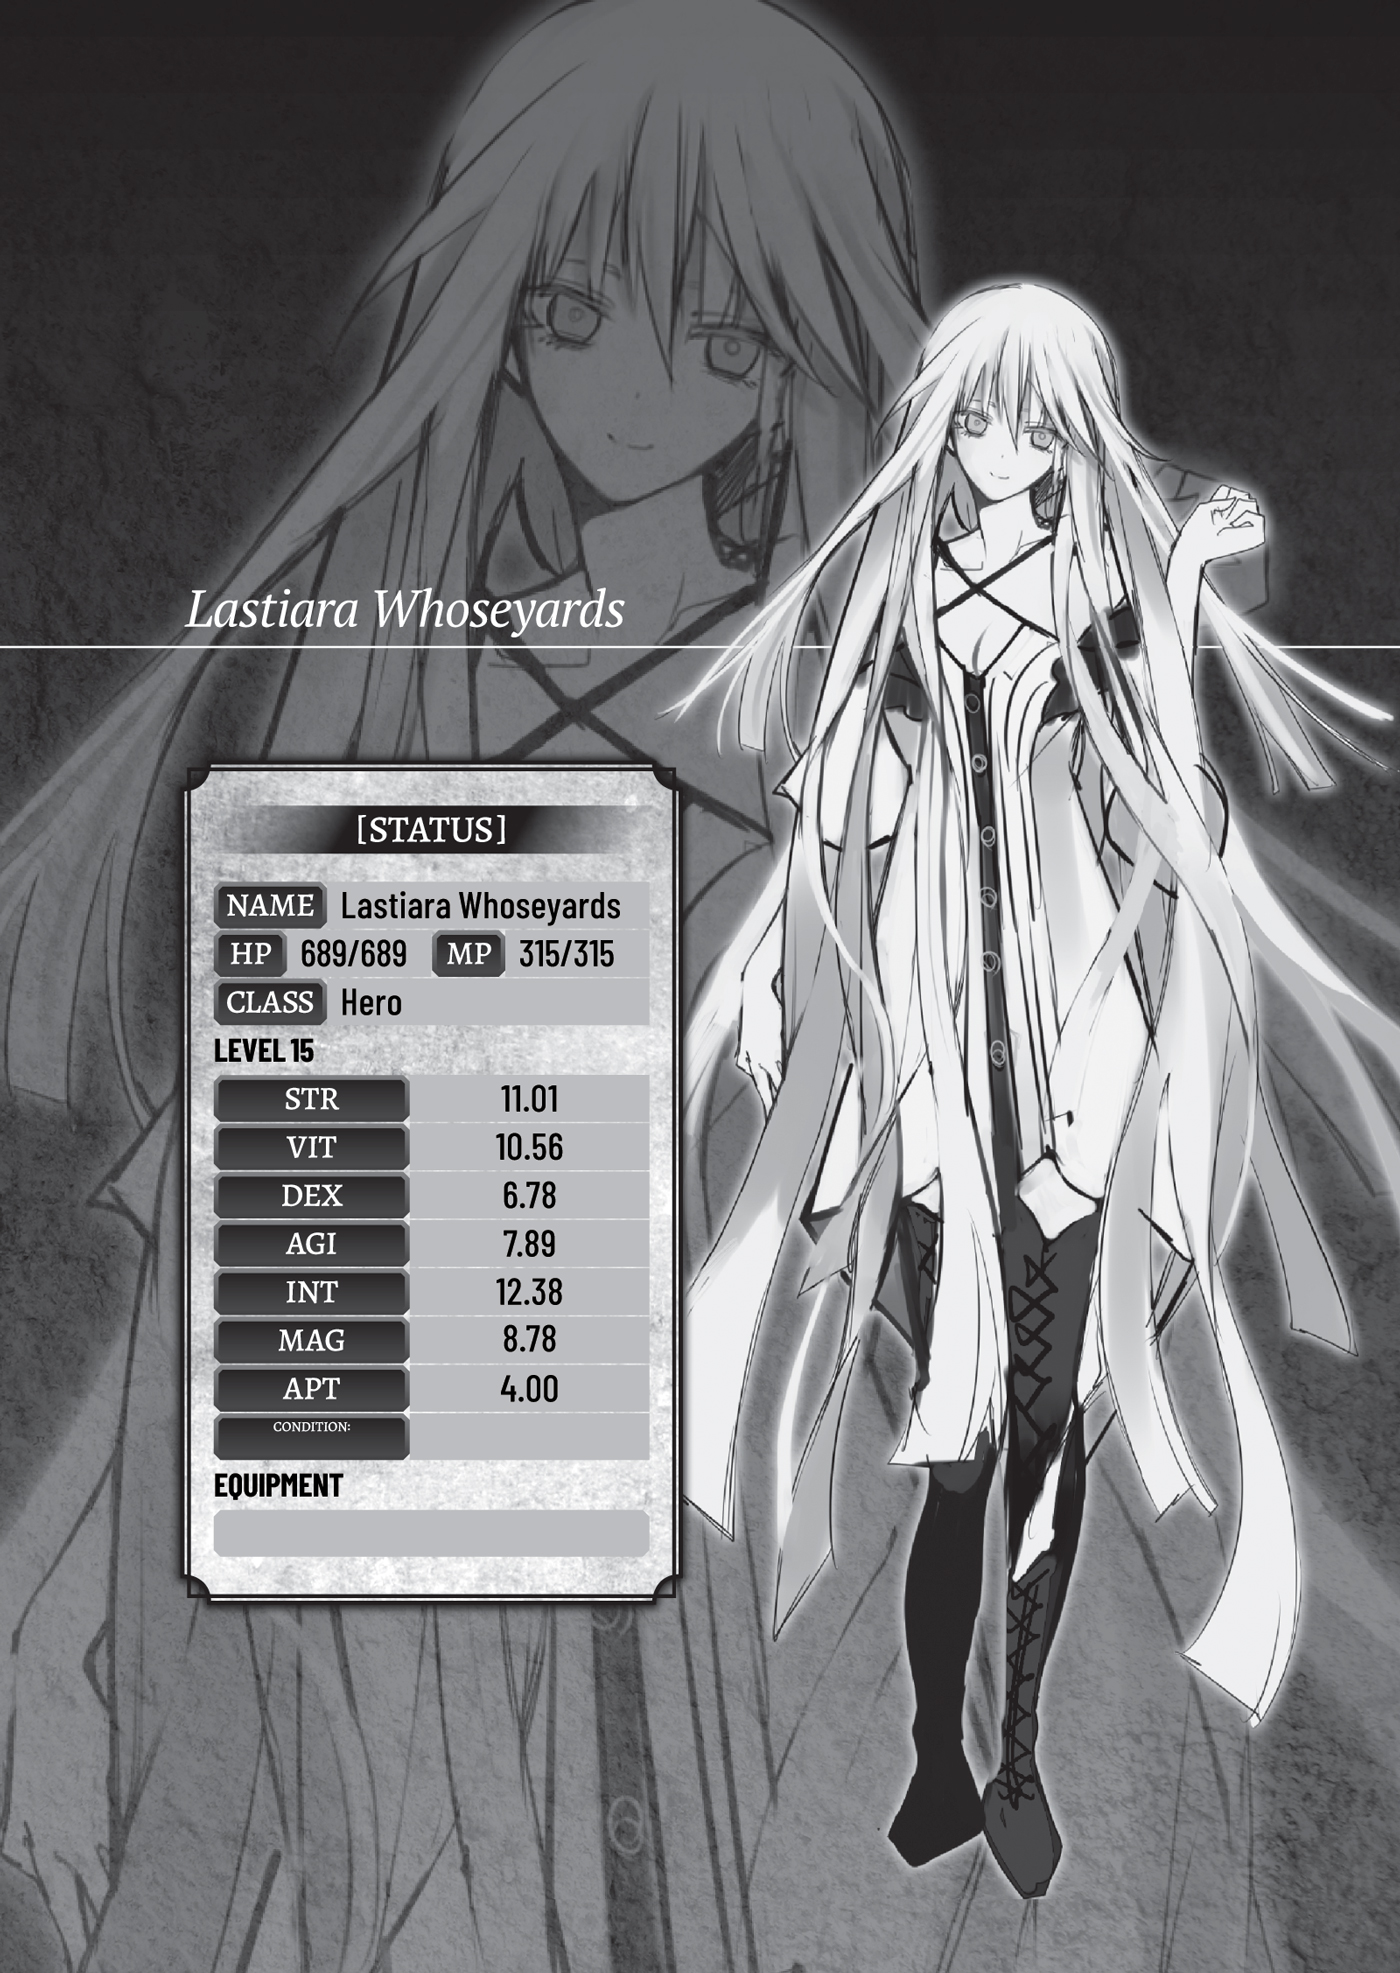 Lastiara Whoseyards
[STATUS]
NAME Lastiara Whoseyards
HP 689/689 MP 315/315
CLASS Hero
LEVEL 15
STR 11.01
VIT 10.56
DEX 6.78
AGI 7.89
INT 12.38
MAG 8.78
APT 4.00
CONDITION:
EQUIPMENT